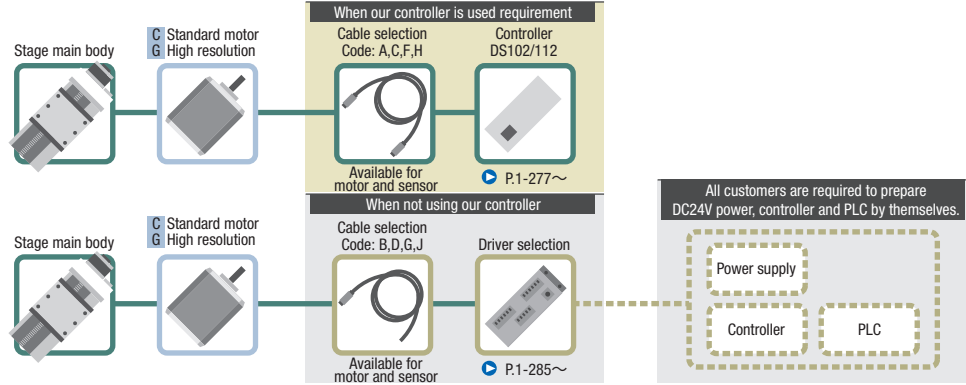 When our controller is used requirement
Stage main body
C Standard motor
G High resolution
Cable selection
Code: A,C,F,H
Controller
DS102/112
Available for
motor and sensor
P.1-277～
When not using our controller
Stage main body
C Standard motor
G High resolution
Cable selection
Code: B,D,G,J
Driver selection
Available for
motor and sensor
P.1-285～
All customers are required to prepare
DC24V power, controller and PLC by themselves.
Power supply
Controller
PLC